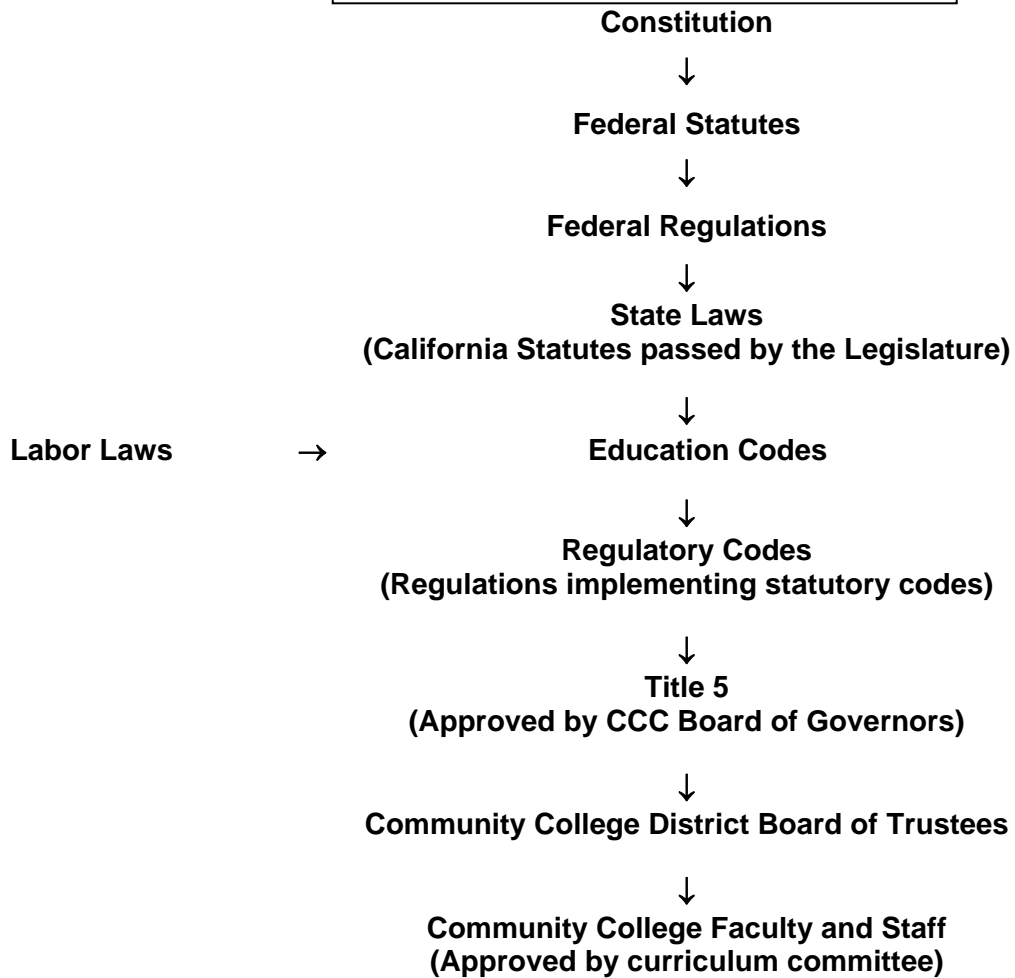 Constitution
↓
Federal Statutes
↓
Federal Regulations
↓
State Laws
(California Statutes passed by the Legislature)
↓
Labor Laws → Education Codes
↓
Regulatory Codes
(Regulations implementing statutory codes)
↓
Title 5
(Approved by CCC Board of Governors)
↓
Community College District Board of Trustees
↓
Community College Faculty and Staff
(Approved by curriculum committee)